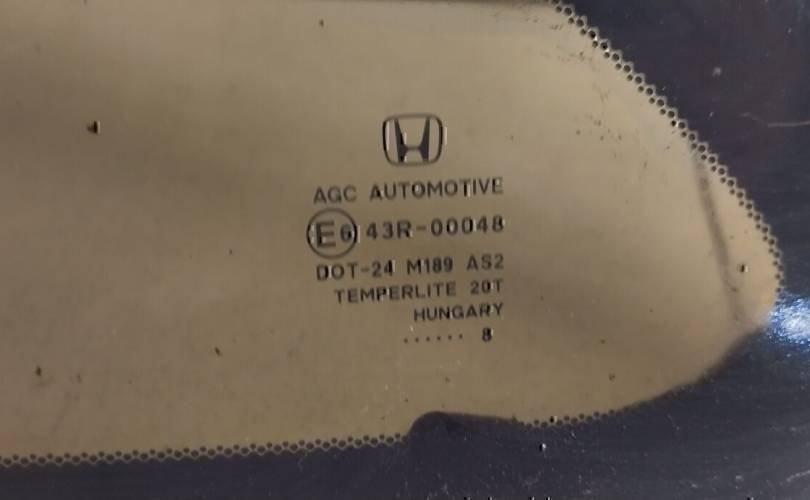 AGC AUTOMOTIVE
E6 43R-00048
DOT-24 M189 AS2
TEMPERLITE 20T
HUNGARY
...... 8